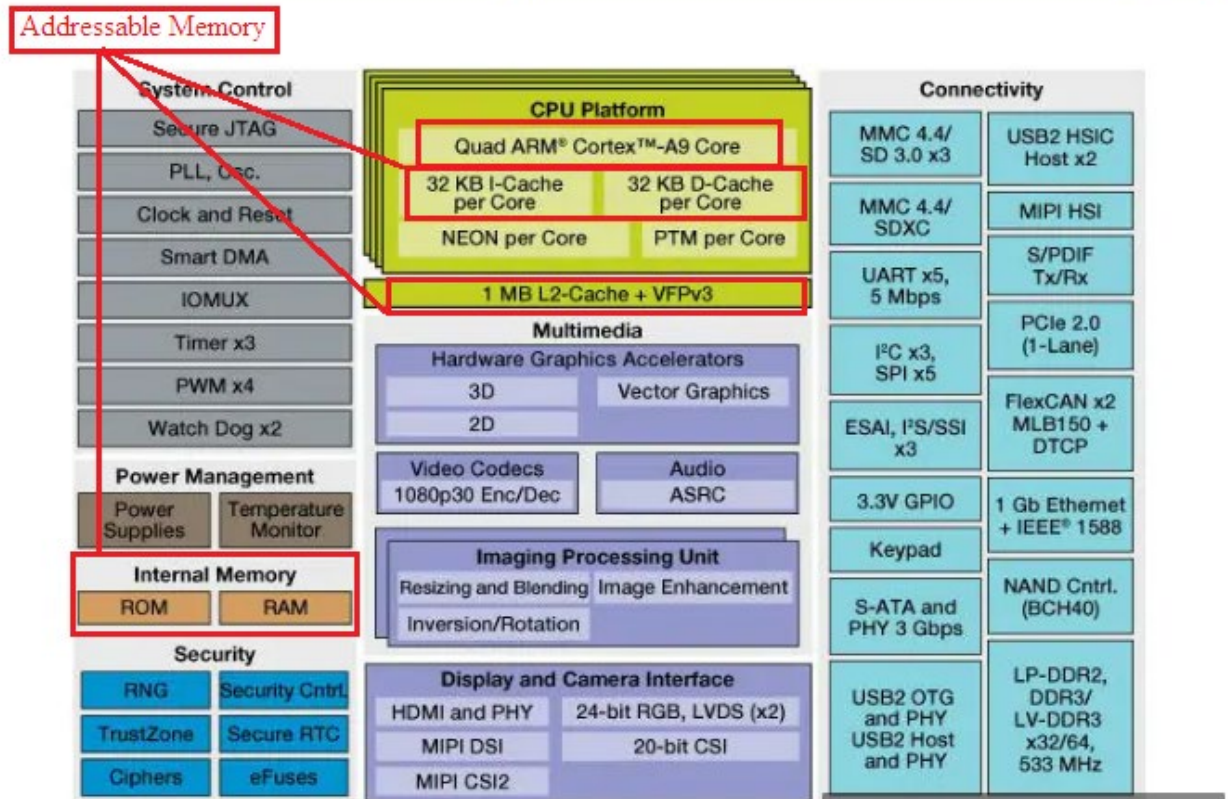 Addressable Memory
System Control
Secure JTAG
PLL, Osc.
Clock and Reset
Smart DMA
IOMUX
Timer x3
PWM x4
Watch Dog x2
Power Management
Power
Supplies
Temperature
Monitor
Internal Memory
ROM
RAM
Security
RNG
Security Cntrl.
TrustZone
Secure RTC
Ciphers
eFuses
CPU Platform
Quad ARM® Cortex™-A9 Core
32 KB I-Cache
per Core
32 KB D-Cache
per Core
NEON per Core
PTM per Core
1 MB L2-Cache + VFPv3
Multimedia
Hardware Graphics Accelerators
3D
Vector Graphics
2D
Video Codecs
1080p30 Enc/Dec
Audio
ASRC
Imaging Processing Unit
Resizing and Blending
Image Enhancement
Inversion/Rotation
Display and Camera Interface
HDMI and PHY
24-bit RGB, LVDS (x2)
MIPI DSI
20-bit CSI
MIPI CSI2
Connectivity
MMC 4.4/
SD 3.0 x3
MMC 4.4/
SDXC
UART x5,
5 Mbps
I²C x3,
SPI x5
ESAI, I²S/SSI
x3
3.3V GPIO
Keypad
S-ATA and
PHY 3 Gbps
USB2 OTG
and PHY
USB2 Host
and PHY
USB2 HSIC
Host x2
MIPI HSI
S/PDIF
Tx/Rx
PCIe 2.0
(1-Lane)
FlexCAN x2
MLB150 +
DTCP
1 Gb Ethernet
+ IEEE® 1588
NAND Cntrl.
(BCH40)
LP-DDR2,
DDR3/
LV-DDR3
x32/64,
533 MHz